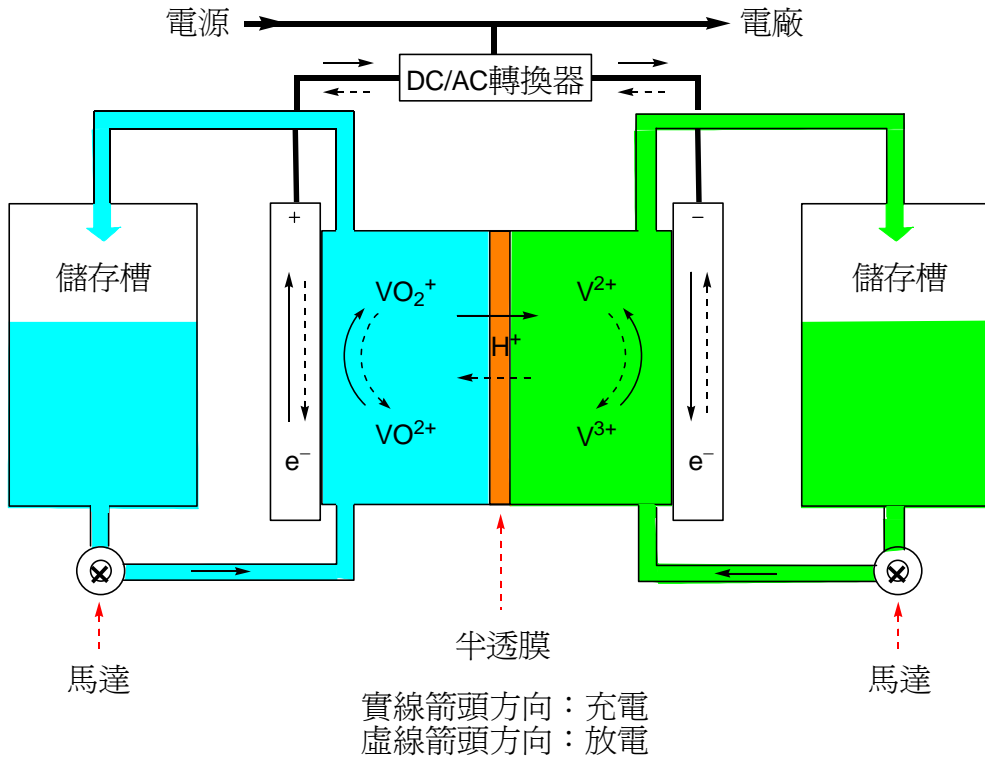 電源 電廠
DC/AC轉換器
+ −
儲存槽 儲存槽
VO₂⁺ V²⁺
H⁺
VO²⁺ V³⁺
e⁻ e⁻
半透膜
馬達 馬達
實線箭頭方向：充電
虛線箭頭方向：放電